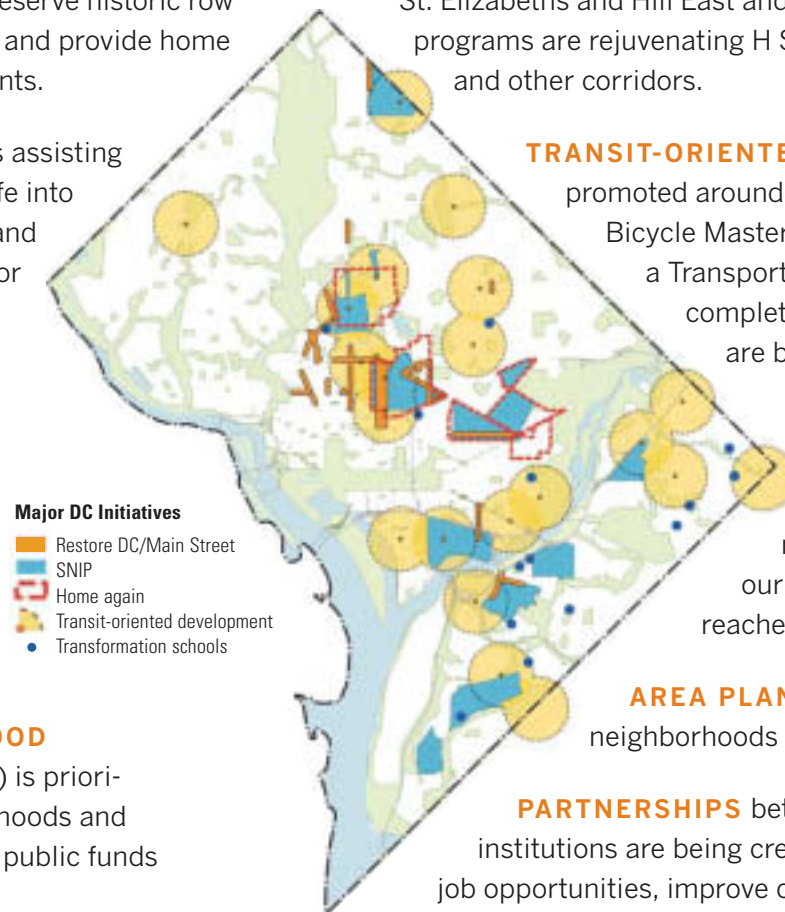 eserve historic row
and provide home
nts.
s assisting
fe into
and
or
St. Elizabeths and Hill East and
programs are rejuvenating H S
and other corridors.
TRANSIT-ORIENTE
promoted around
Bicycle Master
a Transport
complet
are b
Major DC Initiatives
Restore DC/Main Street
SNIP
Home again
Transit-oriented development
Transformation schools
our
reache
AREA PLAN
neighborhoods
OOD
) is priori-
hoods and
public funds
PARTNERSHIPS bet
institutions are being cre
job opportunities, improve c